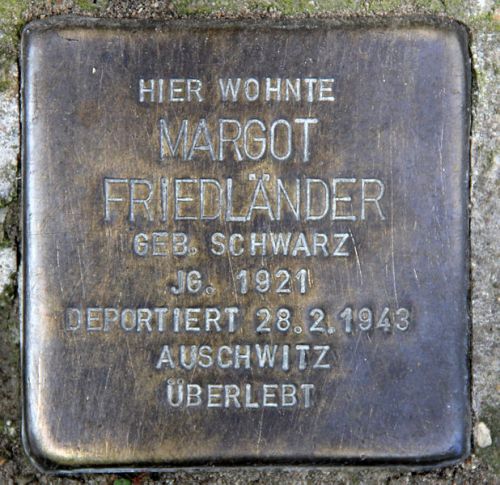 HIER WOHNTE
MARGOT
FRIEDLÄNDER
GEB. SCHWARZ
JG. 1921
DEPORTIERT 28.2.1943
AUSCHWITZ
ÜBERLEBT